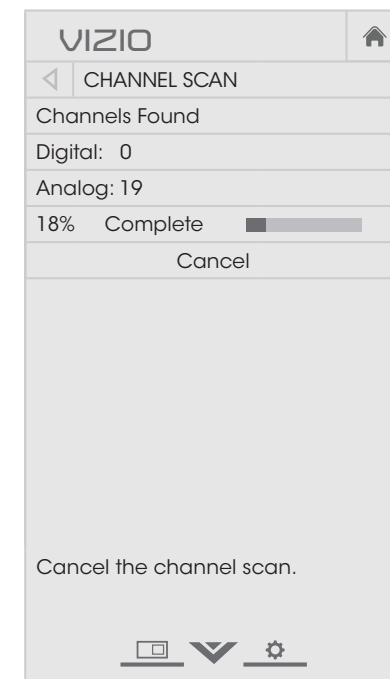 VIZIO
CHANNEL SCAN
Channels Found
Digital: 0
Analog: 19
18% Complete
Cancel
Cancel the channel scan.